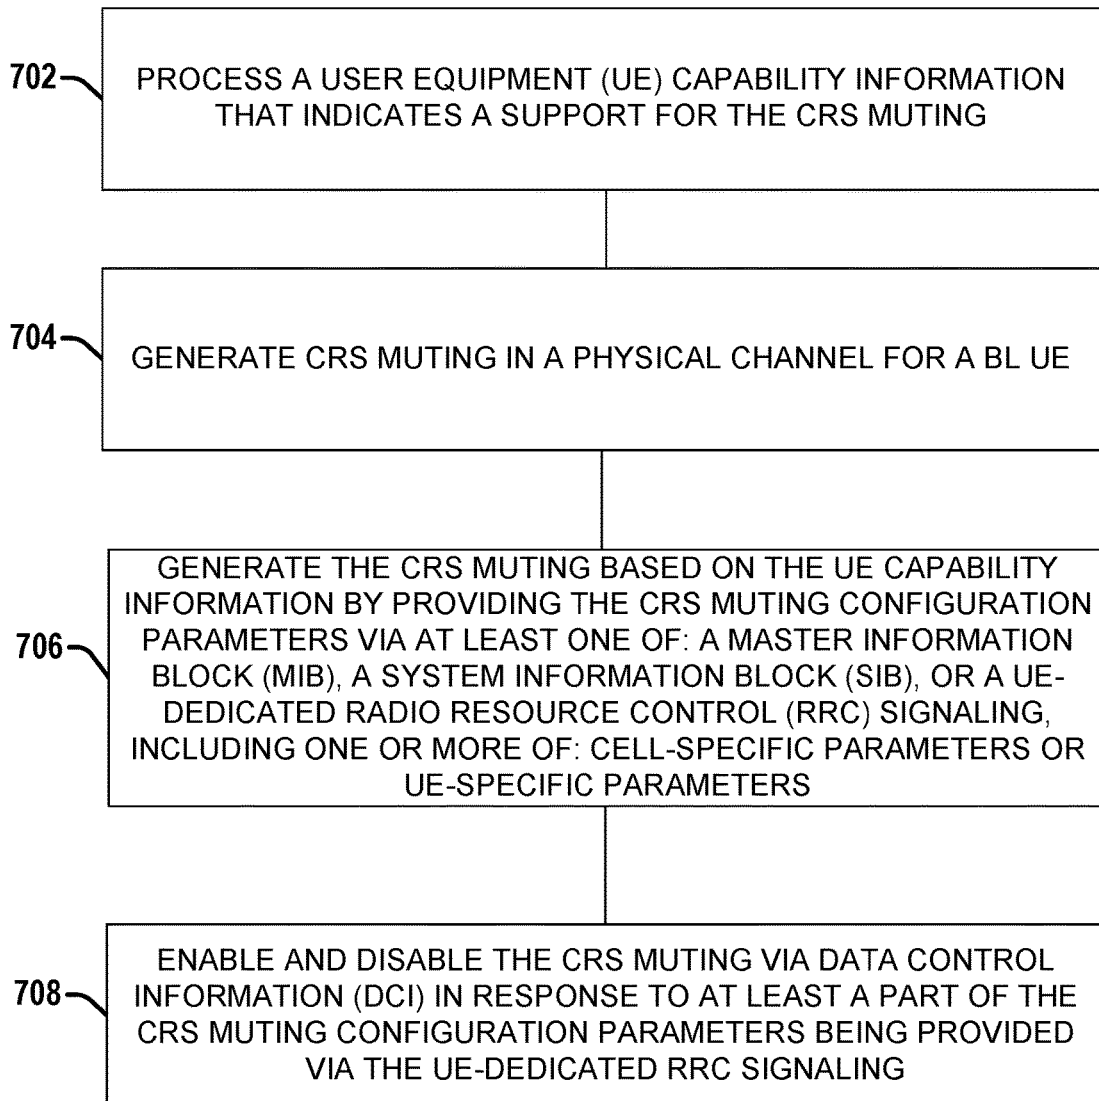 702
PROCESS A USER EQUIPMENT (UE) CAPABILITY INFORMATION
THAT INDICATES A SUPPORT FOR THE CRS MUTING
704
GENERATE CRS MUTING IN A PHYSICAL CHANNEL FOR A BL UE
706
GENERATE THE CRS MUTING BASED ON THE UE CAPABILITY
INFORMATION BY PROVIDING THE CRS MUTING CONFIGURATION
PARAMETERS VIA AT LEAST ONE OF: A MASTER INFORMATION
BLOCK (MIB), A SYSTEM INFORMATION BLOCK (SIB), OR A UE-
DEDICATED RADIO RESOURCE CONTROL (RRC) SIGNALING,
INCLUDING ONE OR MORE OF: CELL-SPECIFIC PARAMETERS OR
UE-SPECIFIC PARAMETERS
708
ENABLE AND DISABLE THE CRS MUTING VIA DATA CONTROL
INFORMATION (DCI) IN RESPONSE TO AT LEAST A PART OF THE
CRS MUTING CONFIGURATION PARAMETERS BEING PROVIDED
VIA THE UE-DEDICATED RRC SIGNALING